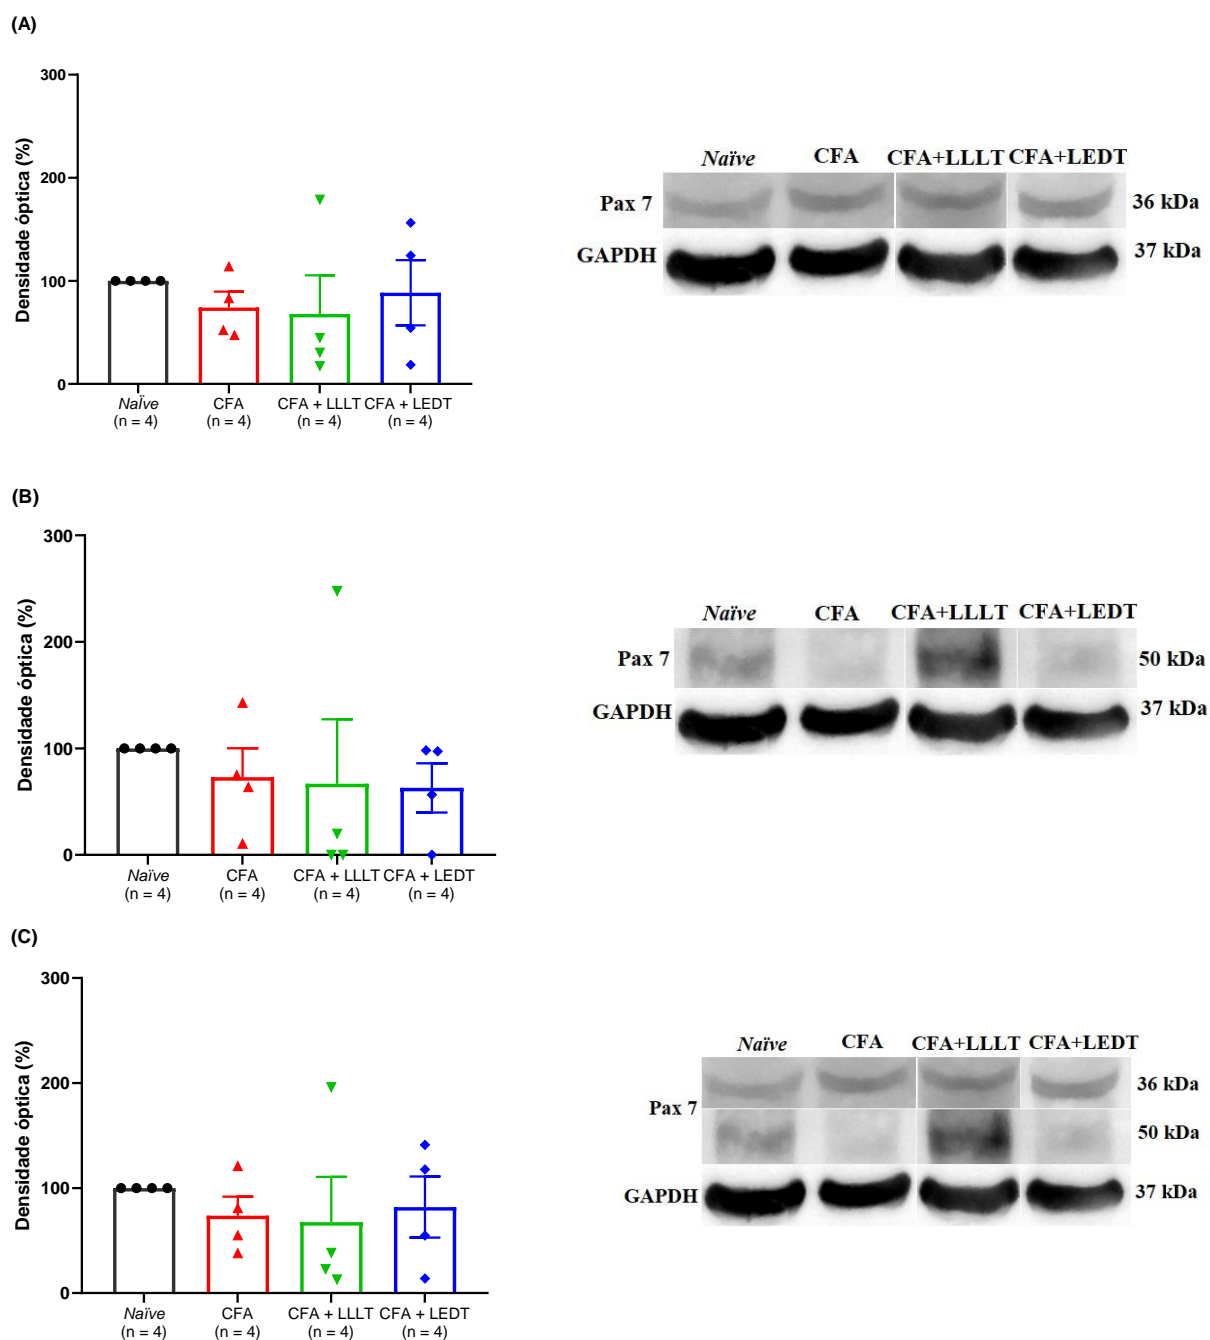 (A)
Densidade óptica (%)
300
200
100
0
NaÏve CFA CFA + LLLT CFA + LEDT
(n = 4) (n = 4) (n = 4) (n = 4)
Naïve CFA CFA+LLLT CFA+LEDT
Pax 7 36 kDa
GAPDH 37 kDa
(B)
Densidade óptica (%)
300
200
100
0
Naïve CFA CFA + LLLT CFA + LEDT
(n = 4) (n = 4) (n = 4) (n = 4)
Naïve CFA CFA+LLLT CFA+LEDT
Pax 7 50 kDa
GAPDH 37 kDa
(C)
Densidade óptica (%)
300
200
100
0
Naïve CFA CFA + LLLT CFA + LEDT
(n = 4) (n = 4) (n = 4) (n = 4)
Naïve CFA CFA+LLLT CFA+LEDT
36 kDa
Pax 7
50 kDa
GAPDH 37 kDa